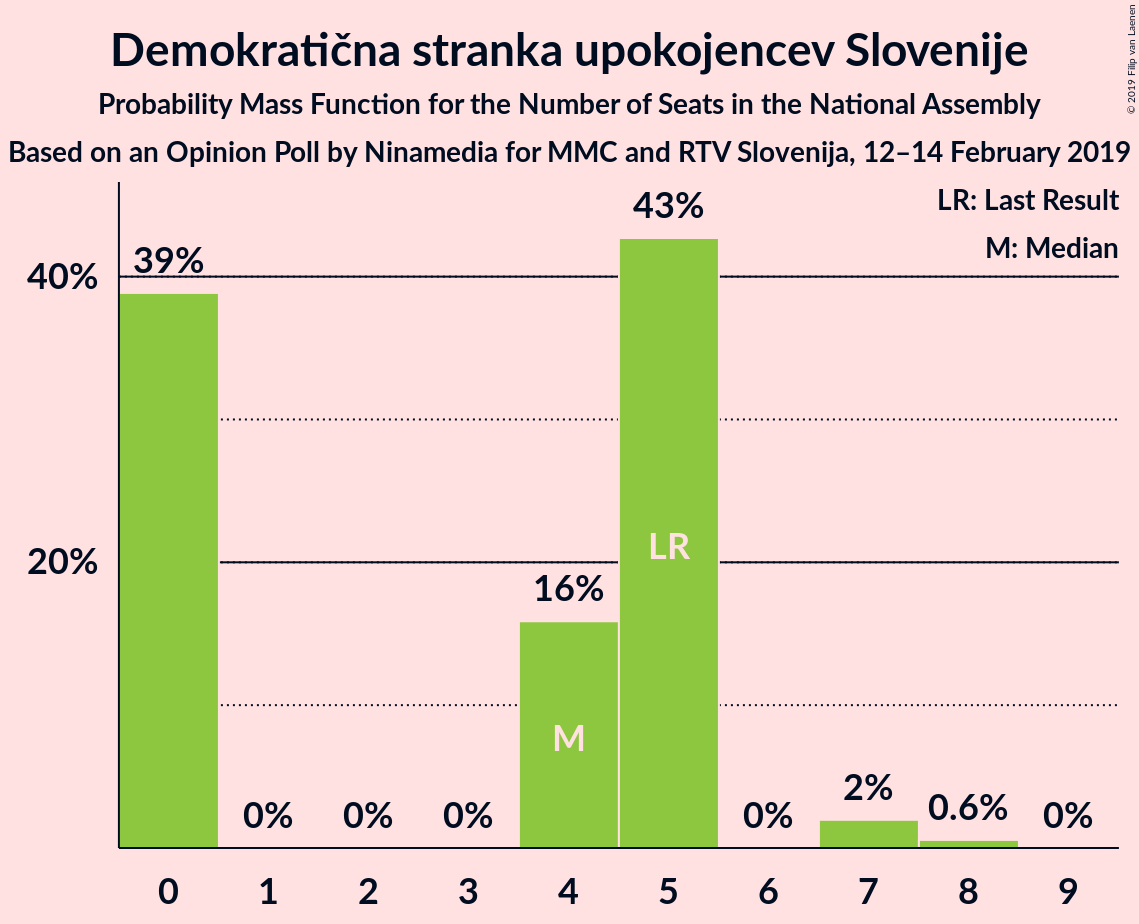 Demokratična stranka upokojencev Slovenije
Probability Mass Function for the Number of Seats in the National Assembly
Based on an Opinion Poll by Ninamedia for MMC and RTV Slovenija, 12–14 February 2019
© 2019 Filip van Laenen
LR: Last Result
M: Median
43%
39%
40%
LR
20%
16%
M
2%
0.6%
0% 0% 0% 0% 0%
0 1 2 3 4 5 6 7 8 9